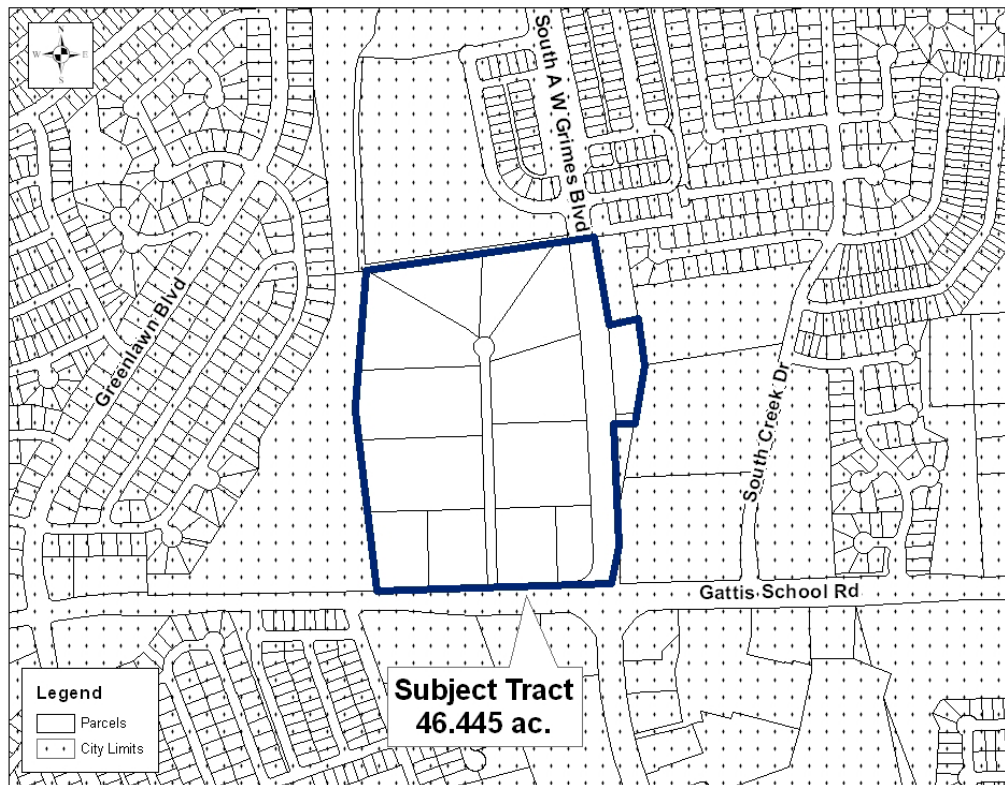 N
W E
S
South A W Grimes Blvd
Greenlawn Blvd
South Creek Dr
Gattis School Rd
Subject Tract
46.445 ac.
Legend
Parcels
City Limits